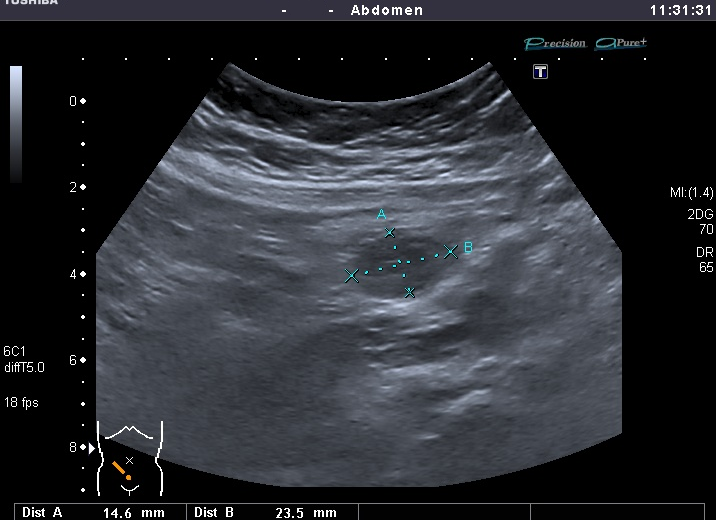 TOSHIBA
- - Abdomen 11:31:31
Precision APure+
T
0
2
4
6
8
A
B
MI:(1.4)
2DG
70
DR
65
6C1
diffT5.0
18 fps
Dist A 14.6 mm Dist B 23.5 mm